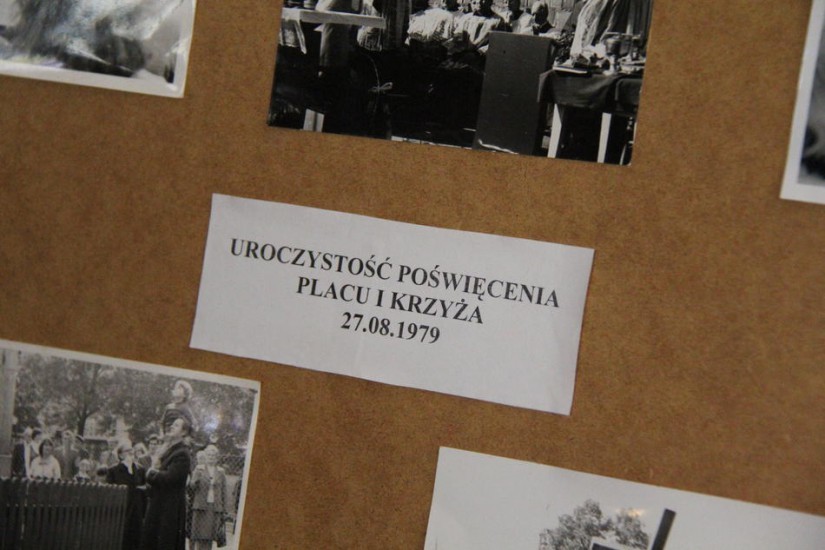 UROCZYSTOŚĆ POŚWIĘCENIA
PLACU I KRZYŻA
27.08.1979